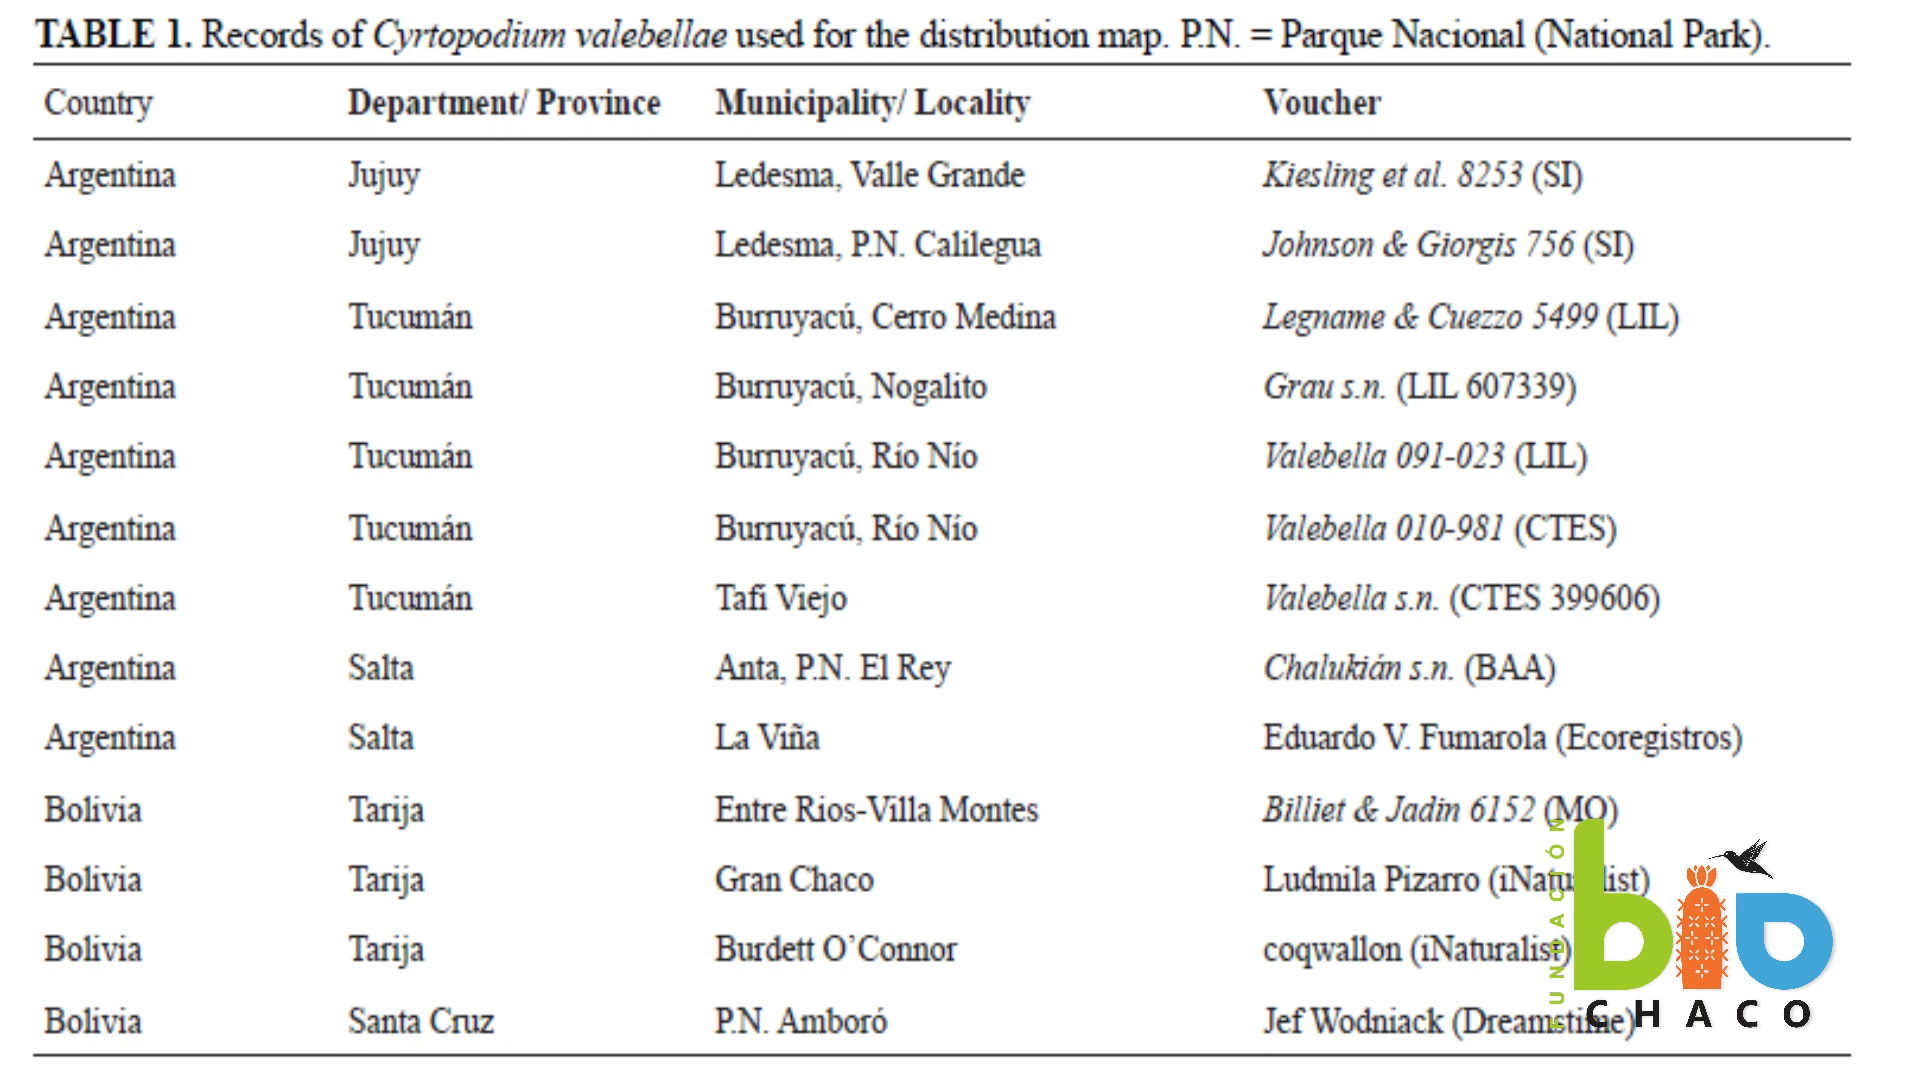 TABLE 1. Records of Cyrtopodium valebellae used for the distribution map. P.N. = Parque Nacional (National Park).
Country Department/ Province Municipality/ Locality Voucher
Argentina Jujuy Ledesma, Valle Grande Kiesling et al. 8253 (SI)
Argentina Jujuy Ledesma, P.N. Calilegua Johnson & Giorgis 756 (SI)
Argentina Tucumán Burruyacú, Cerro Medina Legname & Cuezzo 5499 (LIL)
Argentina Tucumán Burruyacú, Nogalito Grau s.n. (LIL 607339)
Argentina Tucumán Burruyacú, Río Nío Valebella 091-023 (LIL)
Argentina Tucumán Burruyacú, Río Nío Valebella 010-981 (CTES)
Argentina Tucumán Tafí Viejo Valebella s.n. (CTES 399606)
Argentina Salta Anta, P.N. El Rey Chalukián s.n. (BAA)
Argentina Salta La Viña Eduardo V. Fumarola (Ecoregistros)
Bolivia Tarija Entre Rios-Villa Montes Billiet & Jadin 6152 (MO)
Bolivia Tarija Gran Chaco Ludmila Pizarro (iNaturalist)
Bolivia Tarija Burdett O’Connor coqwallon (iNaturalist)
Bolivia Santa Cruz P.N. Amboró Jef Wodniack (Dreamstime)
FUNDACIÓN
bio
CHACO